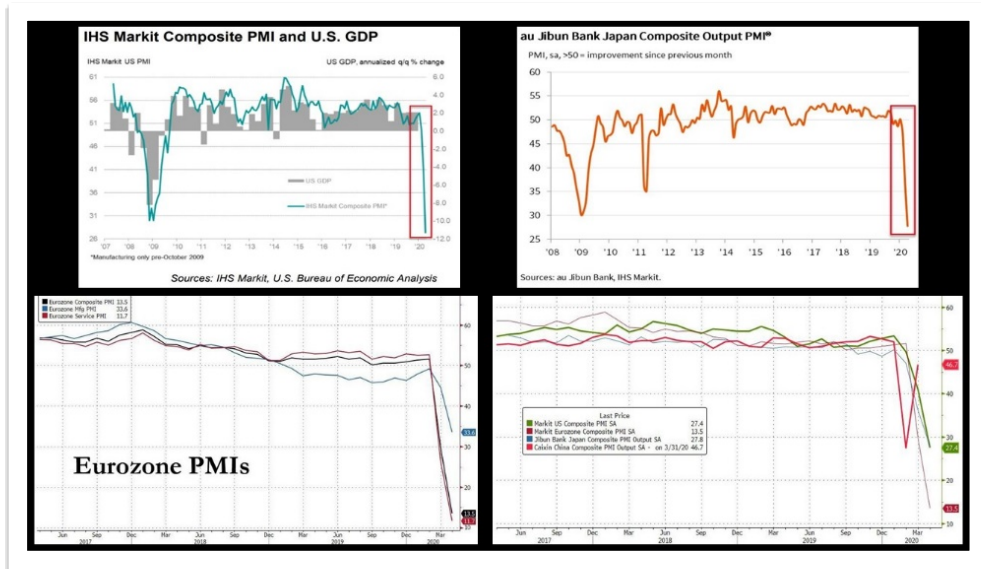 IHS Markit Composite PMI and U.S. GDP
IHS Markit US PMI
US GDP, annualized q/q % change
61
56
51
46
41
36
31
26
6.0
4.0
2.0
0.0
-2.0
-4.0
-6.0
-8.0
-10.0
-12.0
US GDP
IHS Markit Composite PMI*
'07 '08 '09 '10 '11 '12 '13 '14 '15 '16 '17 '18 '19 '20
*Manufacturing only pre-October 2009
Sources: IHS Markit, U.S. Bureau of Economic Analysis
au Jibun Bank Japan Composite Output PMI®
PMI, sa, >50 = improvement since previous month
60
55
50
45
55
35
30
25
'08 '09 '10 '11 '12 '13 '14 '15 '16 '17 '18 '19 '20
Sources: au Jibun Bank, IHS Markit.
Eurozone Composite PMI 13.5
Eurozone Mfg PMI 33.6
Eurozone Service PMI 11.7
60
50
40
33.6
30
20
13.5
11.7
10
Eurozone PMIs
Jun Sep Dec Mar Jun Sep Dec Mar Jun Sep Dec Mar
2017 2018 2019 2020
Last Price
Markit US Composite PMI SA 27.4
Markit Eurozone Composite PMI SA 13.5
Jibun Bank Japan Composite PMI Output SA 27.8
Caixin China Composite PMI Output SA - on 3/31/20 46.7
60
50
46.7
40
30
27.4
20
13.5
10
Jun Sep Dec Mar Jun Sep Dec Mar Jun Sep Dec Mar
2017 2018 2019 2020